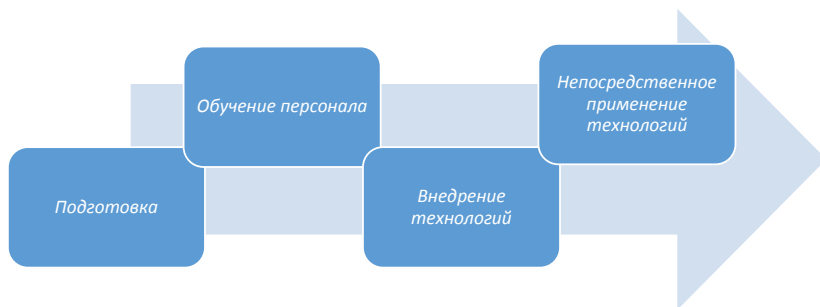 Подготовка
Обучение персонала
Внедрение
технологий
Непосредственное
применение
технологий